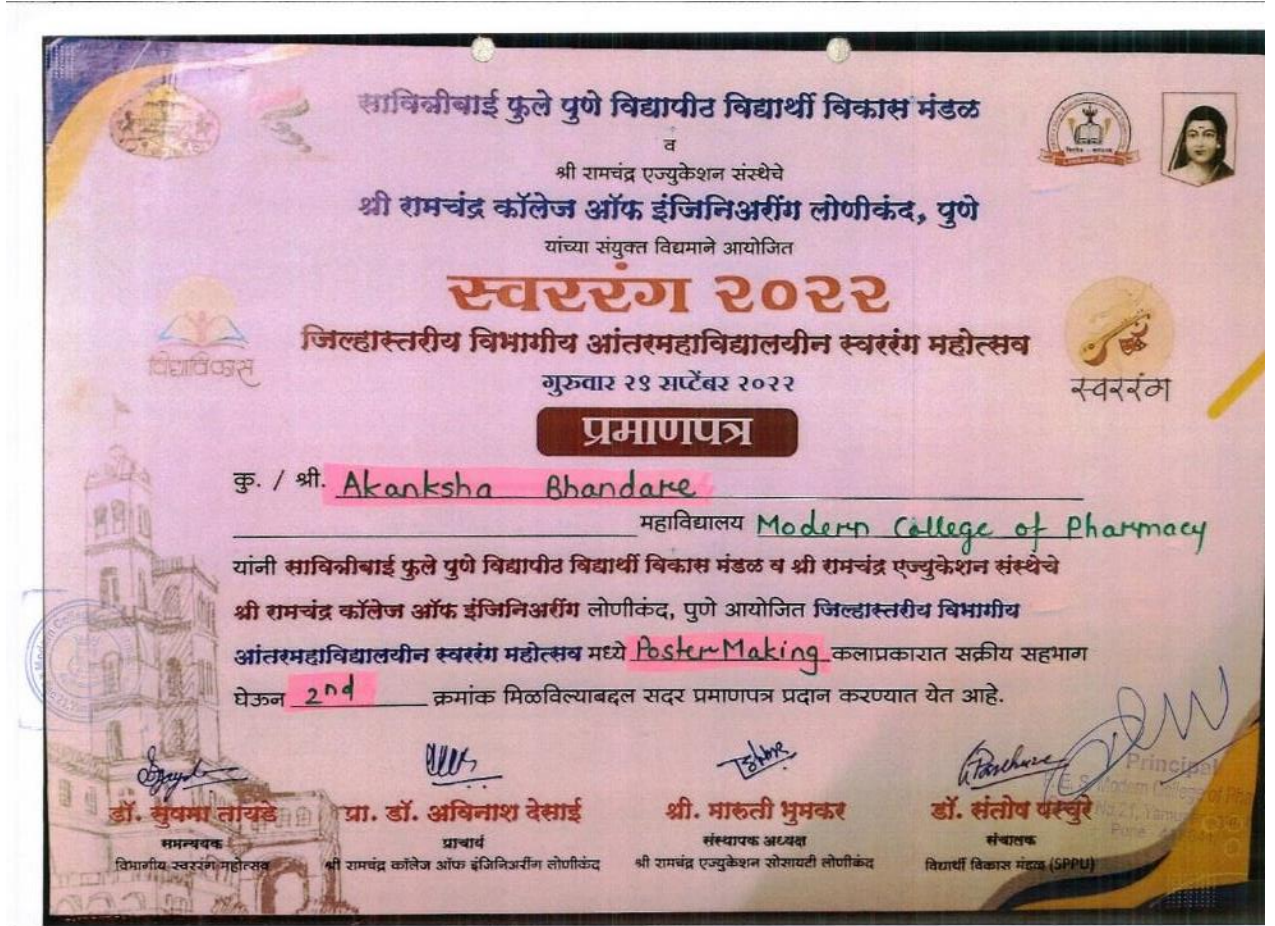 सावित्रीबाई फुले पुणे विद्यापीठ विद्यार्थी विकास मंडळ
व
श्री रामचंद्र एज्युकेशन संस्थेचे
श्री रामचंद्र कॉलेज ऑफ इंजिनिअरींग लोणीकंद, पुणे
यांच्या संयुक्त विद्यमाने आयोजित
स्वररंग २०२२
जिल्हास्तरीय विभागीय आंतरमहाविद्यालयीन स्वररंग महोत्सव
विद्याविकास
गुरुवार २९ सप्टेंबर २०२२
स्वररंग
प्रमाणपत्र
कु. / श्री. Akanksha Bhandare
महाविद्यालय Modern College of Pharmacy
यांनी सावित्रीबाई फुले पुणे विद्यापीठ विद्यार्थी विकास मंडळ व श्री रामचंद्र एज्युकेशन संस्थेचे
श्री रामचंद्र कॉलेज ऑफ इंजिनिअरींग लोणीकंद, पुणे आयोजित जिल्हास्तरीय विभागीय
आंतरमहाविद्यालयीन स्वररंग महोत्सव मध्ये Poster Making कलाप्रकारात सक्रीय सहभाग
घेऊन 2nd क्रमांक मिळविल्याबद्दल सदर प्रमाणपत्र प्रदान करण्यात येत आहे.
डॉ. सुषमा तायडे प्रा. डॉ. अविनाश देसाई श्री. मारुती भुमकर डॉ. संतोष परचुरे
समन्वयक प्राचार्य संस्थापक अध्यक्ष संचालक
विभागीय स्वररंग महोत्सव श्री रामचंद्र कॉलेज ऑफ इंजिनिअरींग लोणीकंद श्री रामचंद्र एज्युकेशन सोसायटी लोणीकंद विद्यार्थी विकास मंडळ (SPPU)
Principal
Modern College of
Pune